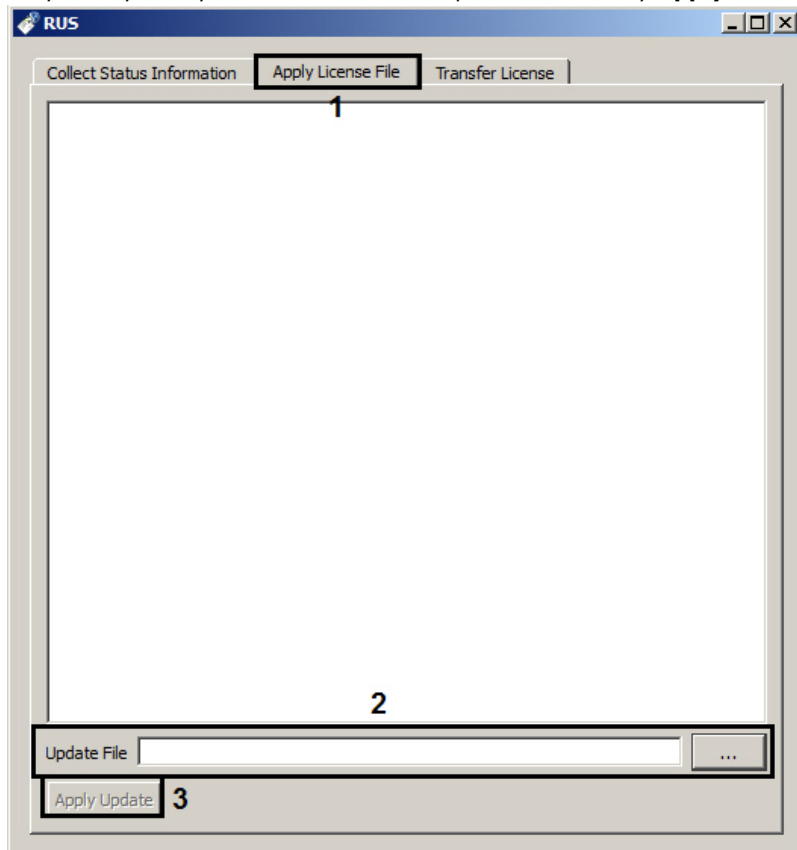 RUS
Collect Status Information Apply License File Transfer License
1
2
Update File ...
Apply Update 3